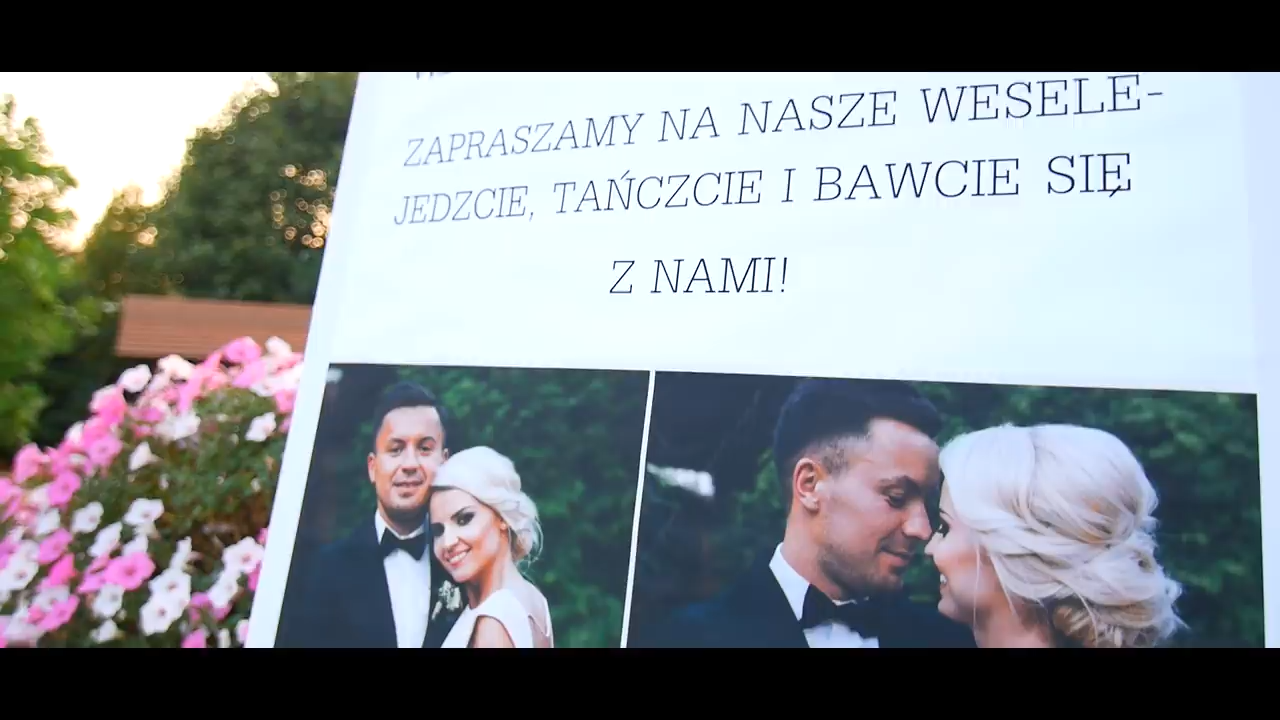 ZAPRASZAMY NA NASZE WESELE-
JEDZCIE, TAŃCZCIE I BAWCIE SIĘ
Z NAMI!